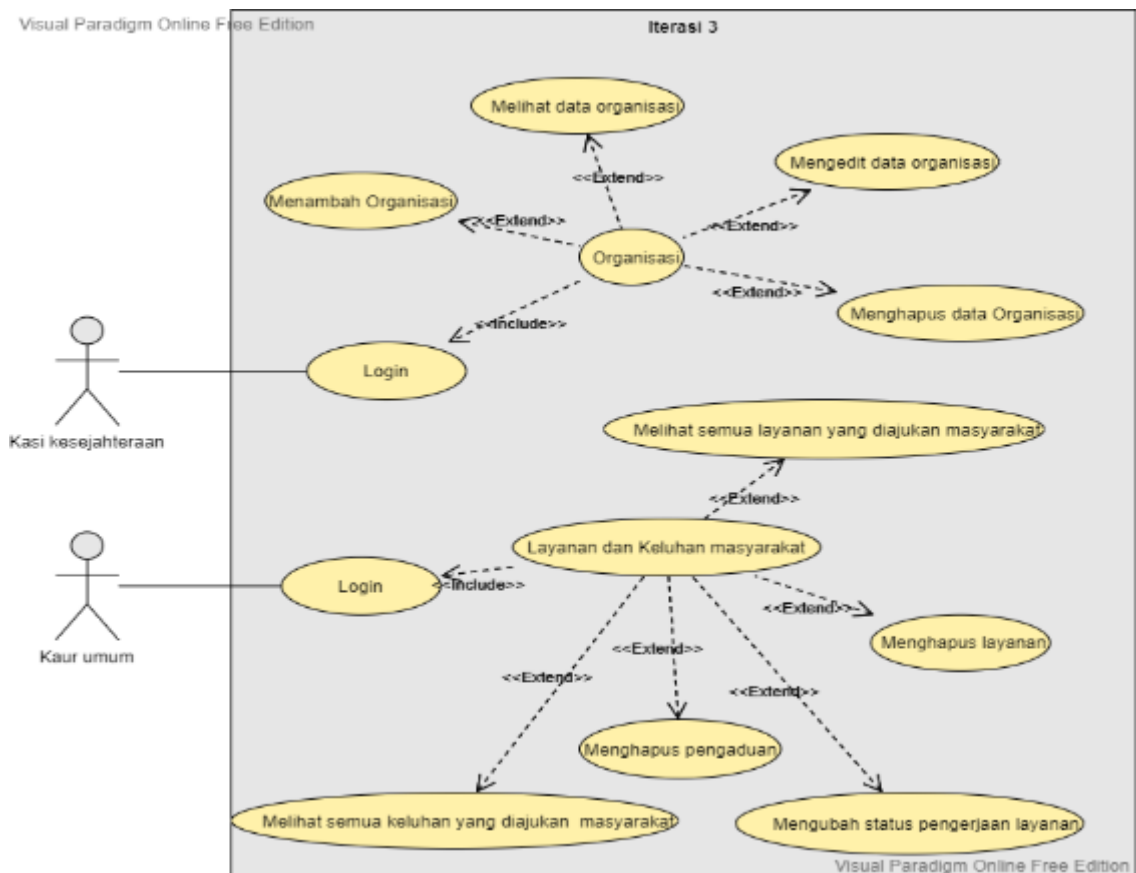 Visual Paradigm Online Free Edition
Iterasi 3
Melihat data organisasi
Mengedit data organisasi
<<Extend>>
Menambah Organisasi
<<Extend>>
<<Extend>>
Organisasi
<<Extend>>
Menghapus data Organisasi
<<Include>>
Login
Kasi kesejahteraan
Melihat semua layanan yang diajukan masyarakat
<<Extend>>
Layanan dan Keluhan masyarakat
Login
<<Include>>
<<Extend>>
Kaur umum
Menghapus layanan
<<Extend>>
<<Extend>>
<<Extend>>
Menghapus pengaduan
Melihat semua keluhan yang diajukan masyarakat
Mengubah status pengerjaan layanan
Visual Paradigm Online Free Edition